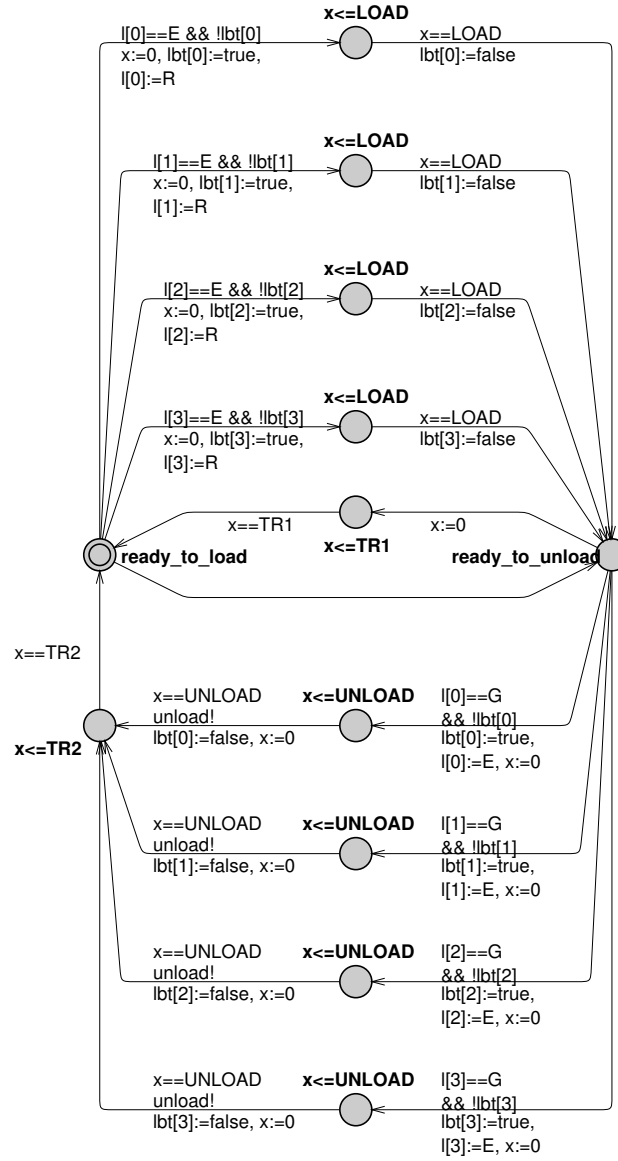 x<=LOAD
l[0]==E && !lbt[0]
x:=0, lbt[0]:=true,
l[0]:=R
x==LOAD
lbt[0]:=false
x<=LOAD
l[1]==E && !lbt[1]
x:=0, lbt[1]:=true,
l[1]:=R
x==LOAD
lbt[1]:=false
x<=LOAD
l[2]==E && !lbt[2]
x:=0, lbt[2]:=true,
l[2]:=R
x==LOAD
lbt[2]:=false
x<=LOAD
l[3]==E && !lbt[3]
x:=0, lbt[3]:=true,
l[3]:=R
x==LOAD
lbt[3]:=false
x==TR1
x<=TR1
x:=0
ready_to_load
ready_to_unload
x==TR2
x<=TR2
x==UNLOAD
unload!
lbt[0]:=false, x:=0
x<=UNLOAD
l[0]==G
&& !lbt[0]
lbt[0]:=true,
l[0]:=E, x:=0
x==UNLOAD
unload!
lbt[1]:=false, x:=0
x<=UNLOAD
l[1]==G
&& !lbt[1]
lbt[1]:=true,
l[1]:=E, x:=0
x==UNLOAD
unload!
lbt[2]:=false, x:=0
x<=UNLOAD
l[2]==G
&& !lbt[2]
lbt[2]:=true,
l[2]:=E, x:=0
x==UNLOAD
unload!
lbt[3]:=false, x:=0
x<=UNLOAD
l[3]==G
&& !lbt[3]
lbt[3]:=true,
l[3]:=E, x:=0